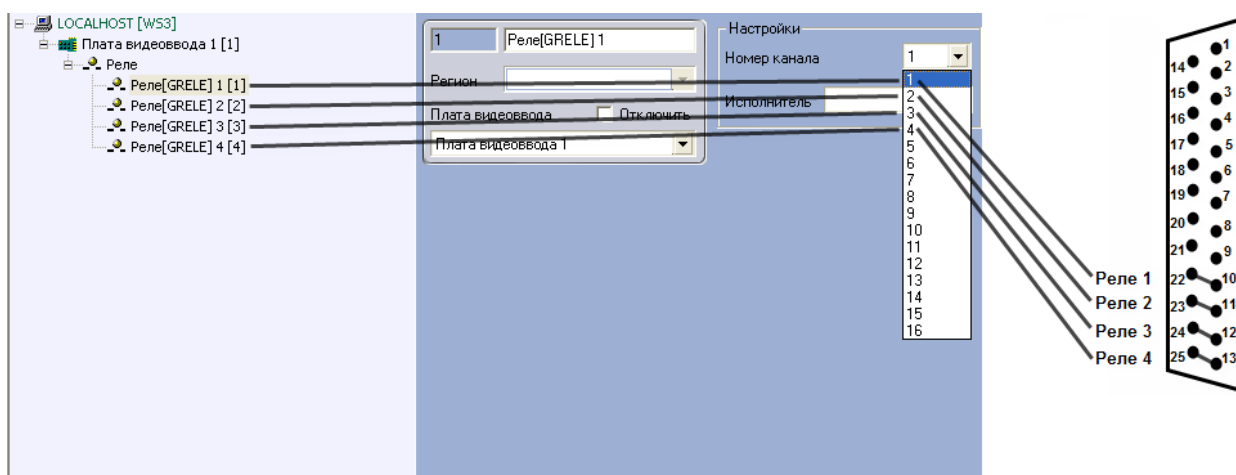 LOCALHOST [WS3]
Плата видеоввода 1 [1]
Реле
Реле[GRELE] 1 [1]
Реле[GRELE] 2 [2]
Реле[GRELE] 3 [3]
Реле[GRELE] 4 [4]
1
Реле[GRELE] 1
Регион
Плата видеоввода
Отключить
Плата видеоввода 1
Настройки
Номер канала
1
Исполнитель
1
2
3
4
5
6
7
8
9
10
11
12
13
14
15
16
Реле 1
Реле 2
Реле 3
Реле 4
1
14
2
15
3
16
4
17
5
18
6
19
7
20
8
21
9
22
10
23
11
24
12
25
13